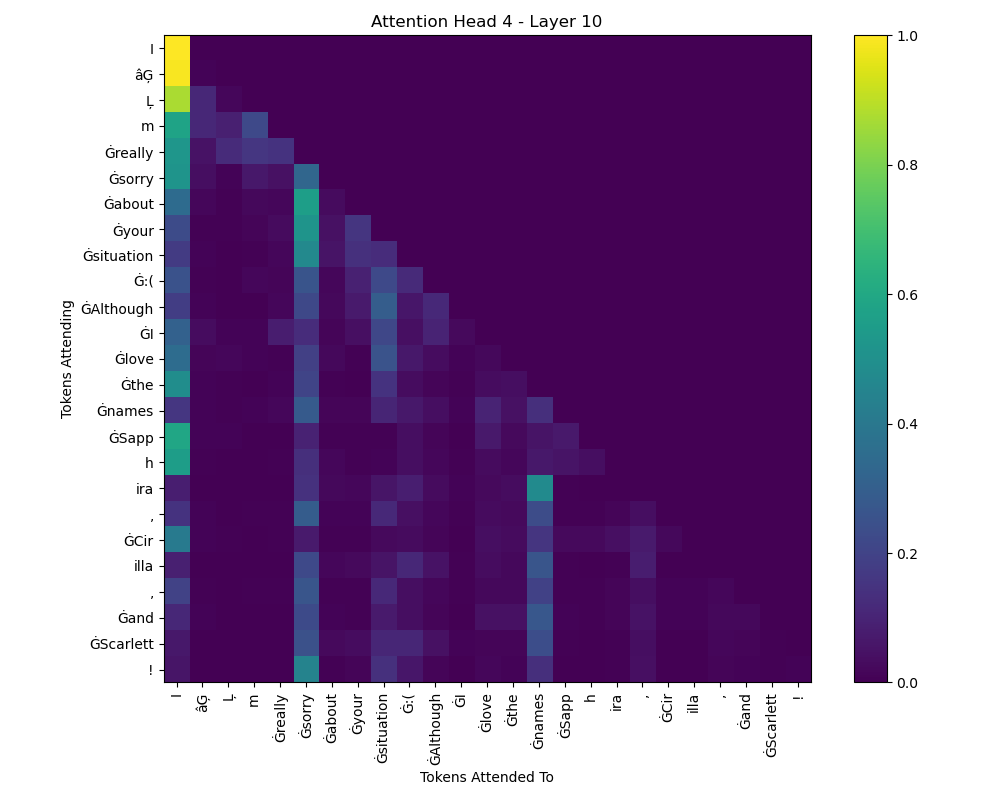 Attention Head 4 - Layer 10
Tokens Attending
I
âĢ
Ļ
m
Ġreally
Ġsorry
Ġabout
Ġyour
Ġsituation
Ġ:(
ĠAlthough
ĠI
Ġlove
Ġthe
Ġnames
ĠSapp
h
ira
,
ĠCir
illa
,
Ġand
ĠScarlett
!
I
âĢ
Ļ
m
Ġreally
Ġsorry
Ġabout
Ġyour
Ġsituation
Ġ:(
ĠAlthough
ĠI
Ġlove
Ġthe
Ġnames
ĠSapp
h
ira
,
ĠCir
illa
,
Ġand
ĠScarlett
!
Tokens Attended To
1.0
0.8
0.6
0.4
0.2
0.0